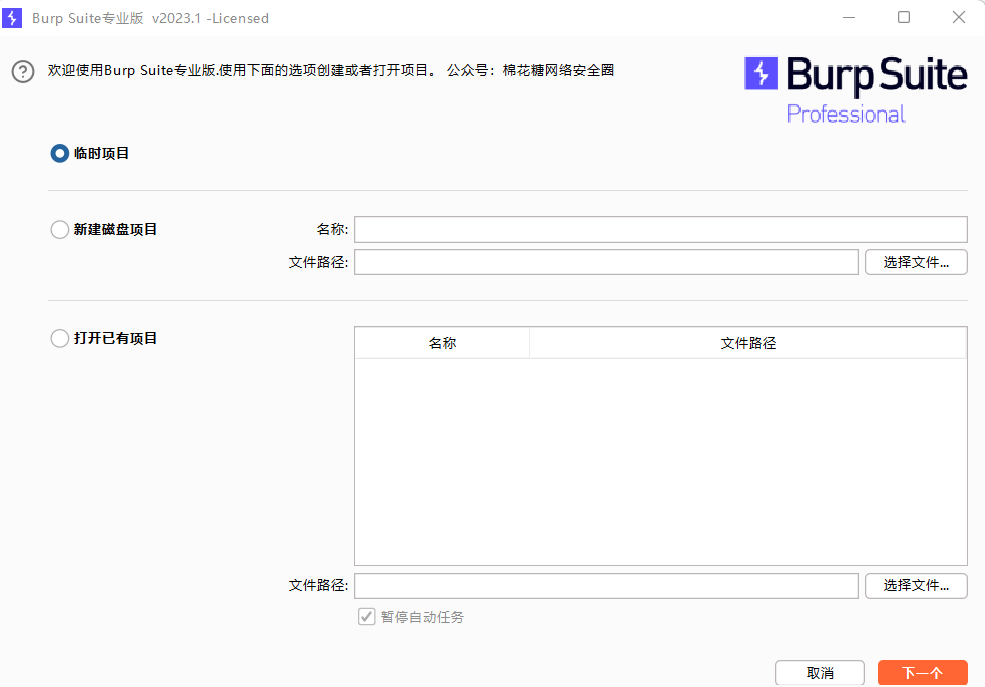 Burp Suite专业版 v2023.1 -Licensed
欢迎使用Burp Suite专业版.使用下面的选项创建或者打开项目。 公众号：棉花糖网络安全圈
Burp Suite
Professional
临时项目
新建磁盘项目
名称:
文件路径:
选择文件...
打开已有项目
名称
文件路径
文件路径:
选择文件...
暂停自动任务
取消
下一个